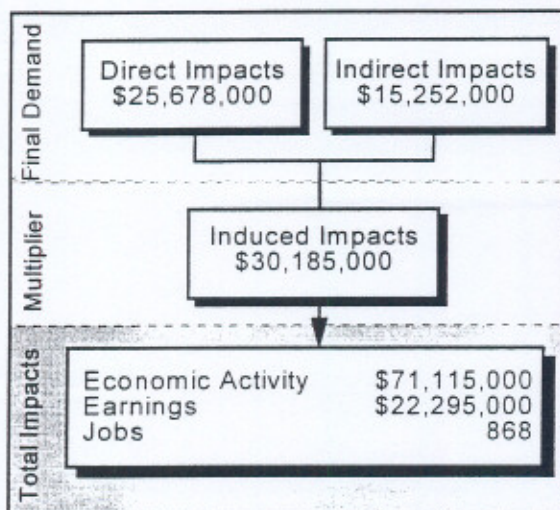 Final Demand
Direct Impacts
$25,678,000
Indirect Impacts
$15,252,000
Multiplier
Induced Impacts
$30,185,000
Total Impacts
Economic Activity $71,115,000
Earnings $22,295,000
Jobs 868